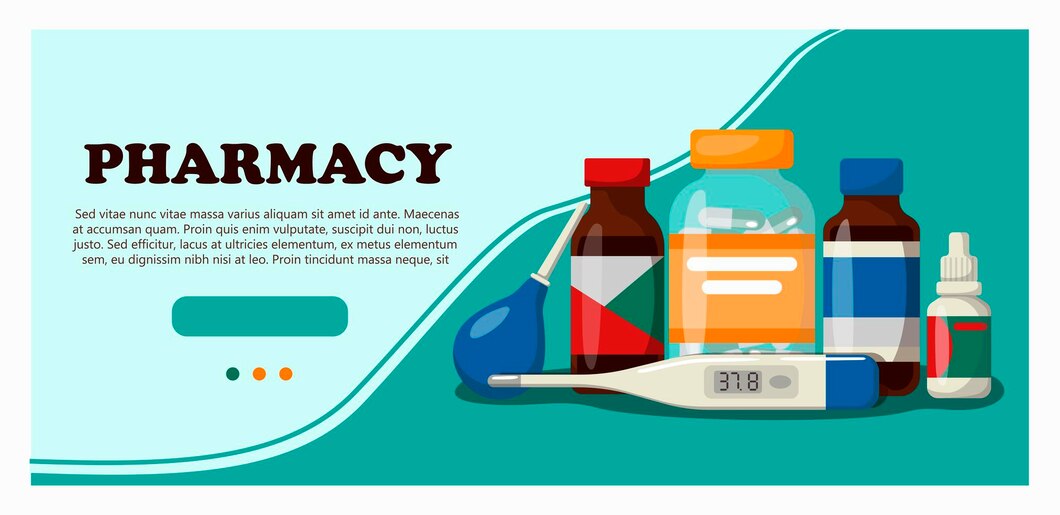 PHARMACY
Sed vitae nunc vitae massa varius aliquam sit amet id ante. Maecenas
at accumsan quam. Proin quis enim vulputate, suscipit dui non, luctus
justo. Sed efficitur, lacus at ultricies elementum, ex metus elementum
sem, eu dignissim nibh nisi at leo. Proin tincidunt massa neque, sit
37.8